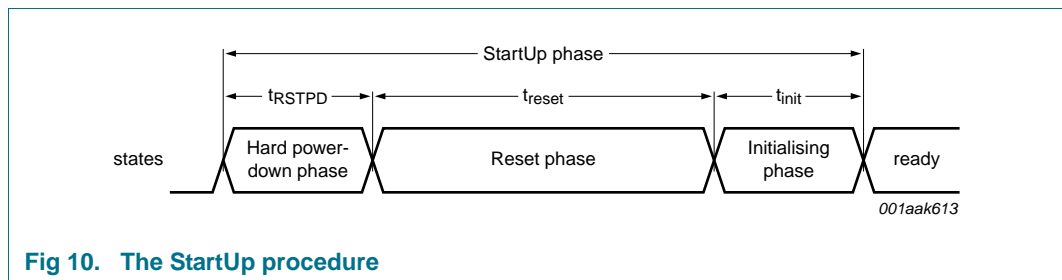 StartUp phase
tRSTPD
treset
tinit
states
Hard power-
down phase
Reset phase
Initialising
phase
ready
001aak613
Fig 10. The StartUp procedure